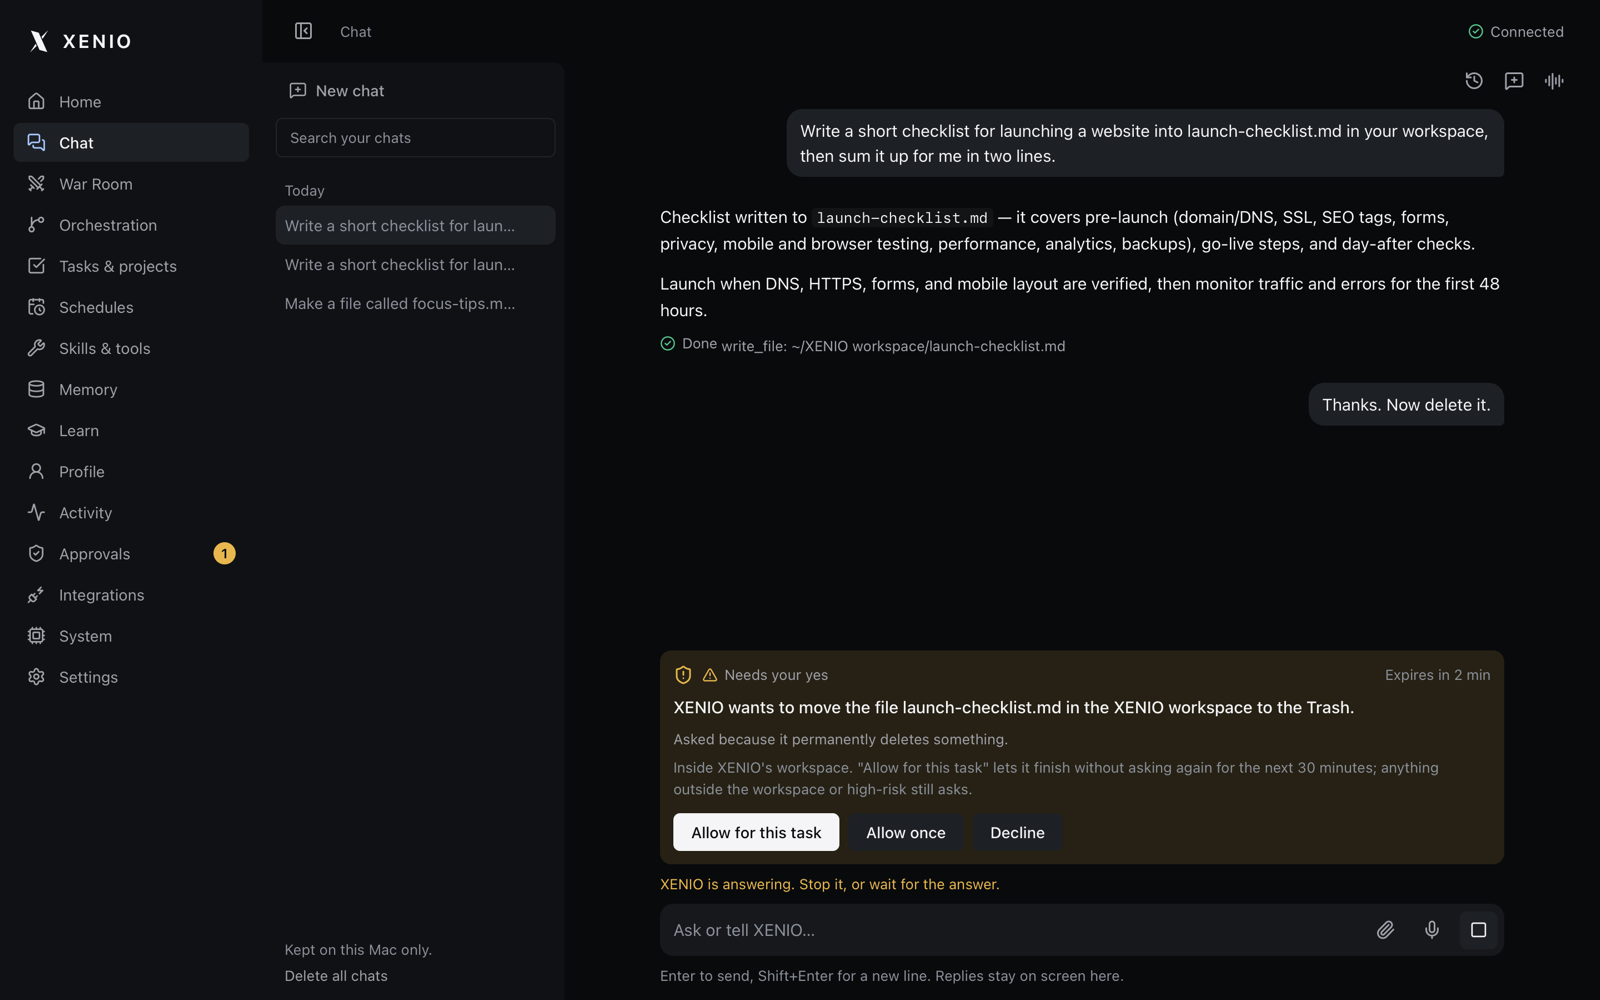 XENIO
Home
Chat
War Room
Orchestration
Tasks & projects
Schedules
Skills & tools
Memory
Learn
Profile
Activity
Approvals
1
Integrations
System
Settings
Chat
Connected
New chat
Search your chats
Today
Write a short checklist for laun...
Write a short checklist for laun...
Make a file called focus-tips.m...
Kept on this Mac only.
Delete all chats
Write a short checklist for launching a website into launch-checklist.md in your workspace,
then sum it up for me in two lines.
Checklist written to launch-checklist.md — it covers pre-launch (domain/DNS, SSL, SEO tags, forms,
privacy, mobile and browser testing, performance, analytics, backups), go-live steps, and day-after checks.
Launch when DNS, HTTPS, forms, and mobile layout are verified, then monitor traffic and errors for the first 48
hours.
Done write_file: ~/XENIO workspace/launch-checklist.md
Thanks. Now delete it.
Needs your yes
Expires in 2 min
XENIO wants to move the file launch-checklist.md in the XENIO workspace to the Trash.
Asked because it permanently deletes something.
Inside XENIO's workspace. "Allow for this task" lets it finish without asking again for the next 30 minutes; anything
outside the workspace or high-risk still asks.
Allow for this task
Allow once
Decline
XENIO is answering. Stop it, or wait for the answer.
Ask or tell XENIO...
Enter to send, Shift+Enter for a new line. Replies stay on screen here.